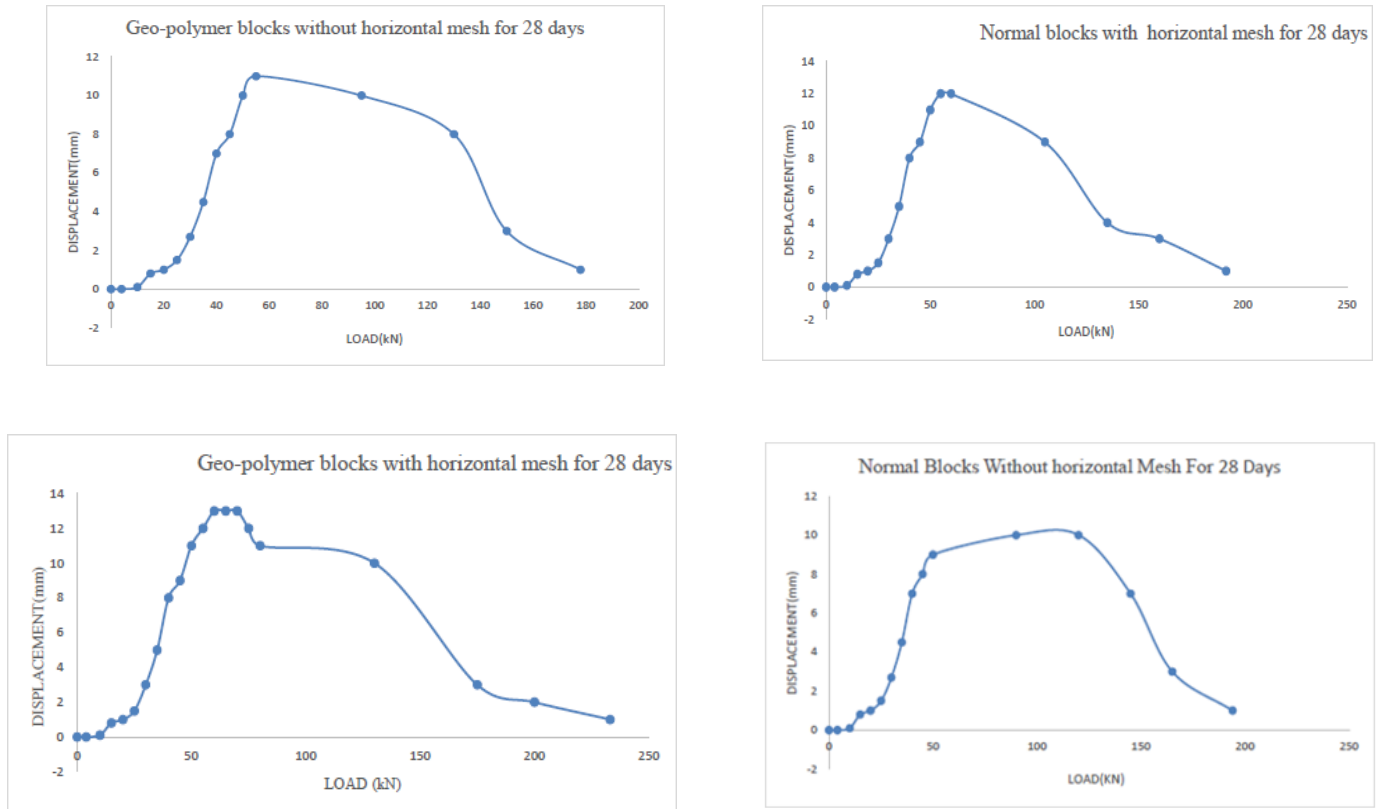 Geo-polymer blocks without horizontal mesh for 28 days
12
10
8
6
4
2
0
-2
DISPLACEMENT(mm)
0 20 40 60 80 100 120 140 160 180 200
LOAD(kN)
Normal blocks with horizontal mesh for 28 days
14
12
10
8
6
4
2
0
-2
DISPLACEMENT(mm)
0 50 100 150 200 250
LOAD(kN)
Geo-polymer blocks with horizontal mesh for 28 days
14
12
10
8
6
4
2
0
-2
DISPLACEMENT(mm)
0 50 100 150 200 250
LOAD (kN)
Normal Blocks Without horizontal Mesh For 28 Days
12
10
8
6
4
2
0
-2
DISPLACEMENT(mm)
0 50 100 150 200 250
LOAD(KN)